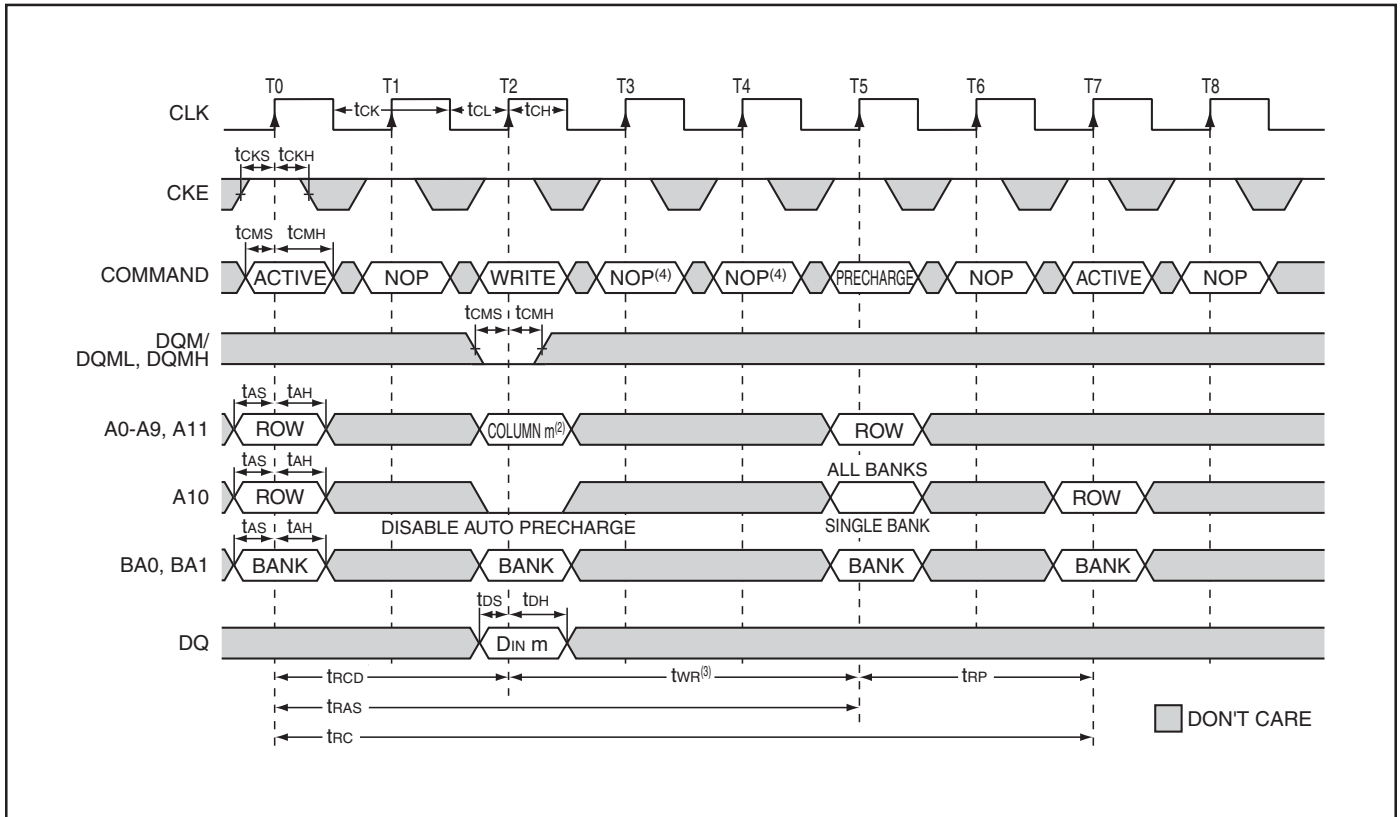 T0 T1 T2 T3 T4 T5 T6 T7 T8
CLK tCK tCL tCH
tCKS tCKH
CKE
tCMS tCMH
COMMAND ACTIVE NOP WRITE NOP(4) NOP(4) PRECHARGE NOP ACTIVE NOP
tCMS tCMH
DQM/
DQML, DQMH
tAS tAH
A0-A9, A11 ROW COLUMN m(2) ROW
tAS tAH ALL BANKS
A10 ROW ROW
tAS tAH DISABLE AUTO PRECHARGE SINGLE BANK
BA0, BA1 BANK BANK BANK BANK
tDS tDH
DQ DIN m
tRCD tWR(3) tRP
tRAS
DON'T CARE
tRC